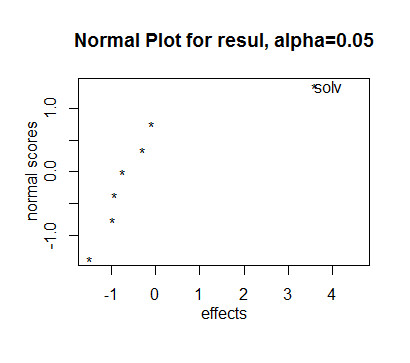 Normal Plot for resul, alpha=0.05
*solv
*
*
*
*
*
*
normal scores
1.0
0.0
-1.0
-1 0 1 2 3 4
effects